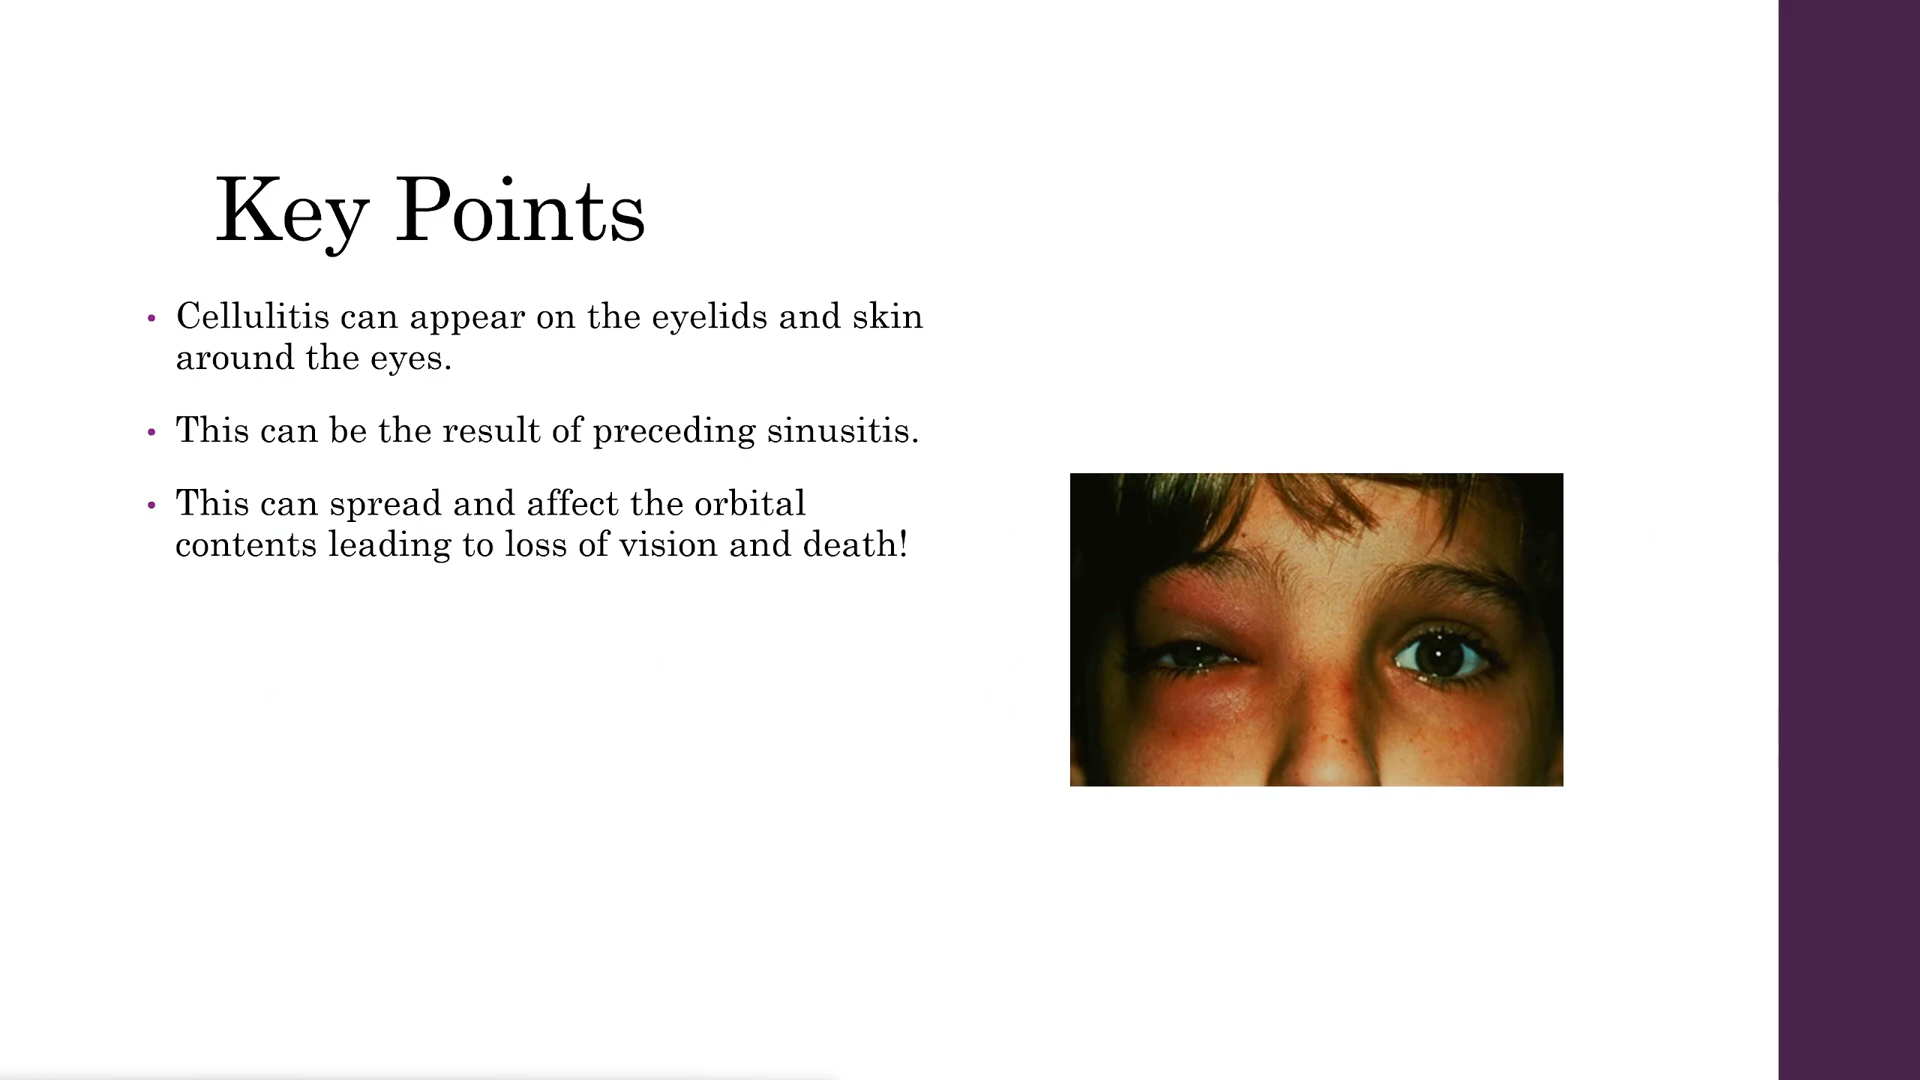 Key Points
• Cellulitis can appear on the eyelids and skin
around the eyes.
• This can be the result of preceding sinusitis.
• This can spread and affect the orbital
contents leading to loss of vision and death!